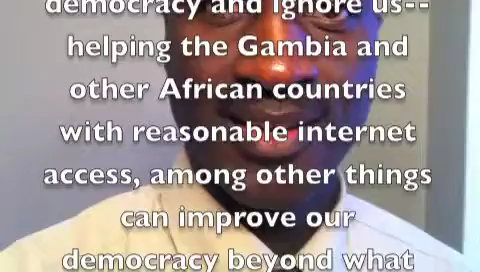 democracy and ignore us--
helping the Gambia and
other African countries
with reasonable internet
access, among other things
can improve our
democracy beyond what